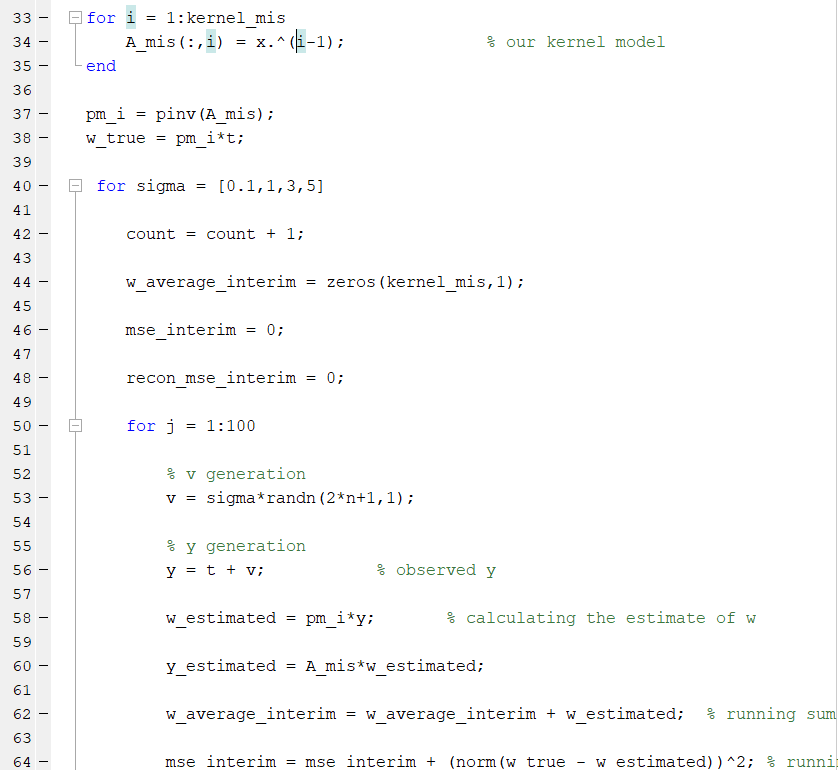 33 – for i = 1:kernel_mis
34 – A_mis(:,i) = x.^(i-1); % our kernel model
35 – end
36
37 – pm_i = pinv(A_mis);
38 – w_true = pm_i*t;
39
40 – for sigma = [0.1,1,3,5]
41
42 – count = count + 1;
43
44 – w_average_interim = zeros(kernel_mis,1);
45
46 – mse_interim = 0;
47
48 – recon_mse_interim = 0;
49
50 – for j = 1:100
51
52 % v generation
53 – v = sigma*randn(2*n+1,1);
54
55 % y generation
56 – y = t + v; % observed y
57
58 – w_estimated = pm_i*y; % calculating the estimate of w
59
60 – y_estimated = A_mis*w_estimated;
61
62 – w_average_interim = w_average_interim + w_estimated; % running sum
63
64 – mse_interim = mse_interim + (norm(w_true - w_estimated))^2; % runni